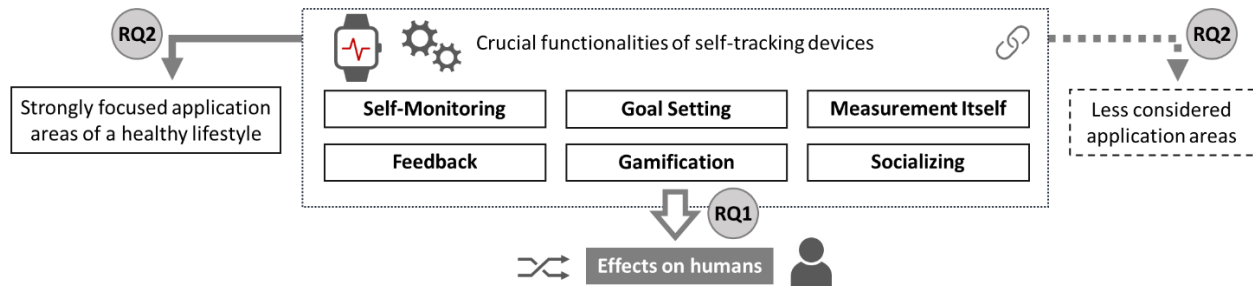 RQ2
Crucial functionalities of self-tracking devices
RQ2
Strongly focused application
areas of a healthy lifestyle
Self-Monitoring
Goal Setting
Measurement Itself
Less considered
application areas
Feedback
Gamification
Socializing
RQ1
Effects on humans